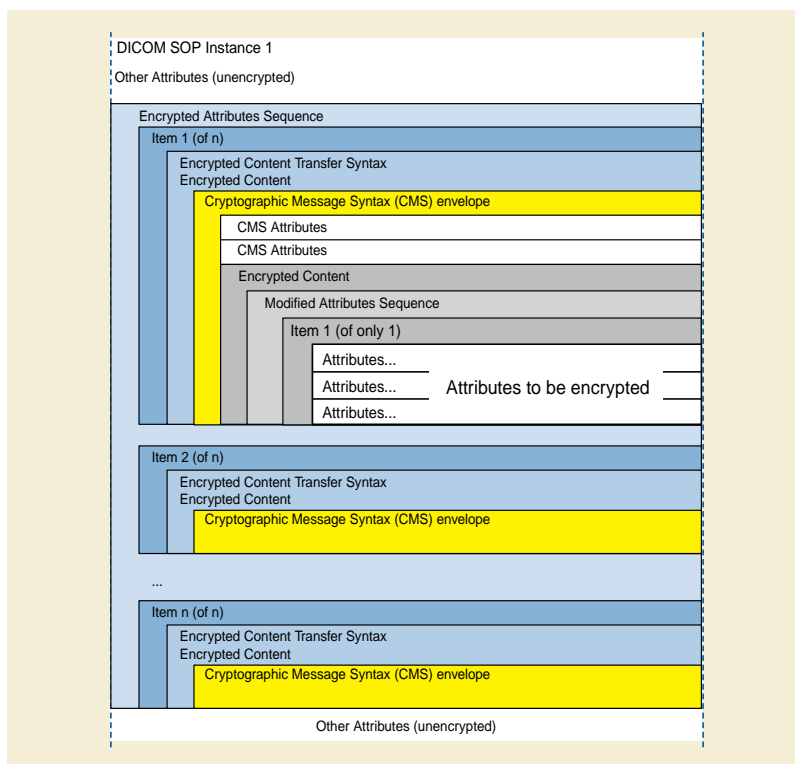 DICOM SOP Instance 1
Other Attributes (unencrypted)
Encrypted Attributes Sequence
Item 1 (of n)
Encrypted Content Transfer Syntax
Encrypted Content
Cryptographic Message Syntax (CMS) envelope
CMS Attributes
CMS Attributes
Encrypted Content
Modified Attributes Sequence
Item 1 (of only 1)
Attributes...
Attributes... Attributes to be encrypted
Attributes...
Item 2 (of n)
Encrypted Content Transfer Syntax
Encrypted Content
Cryptographic Message Syntax (CMS) envelope
...
Item n (of n)
Encrypted Content Transfer Syntax
Encrypted Content
Cryptographic Message Syntax (CMS) envelope
Other Attributes (unencrypted)